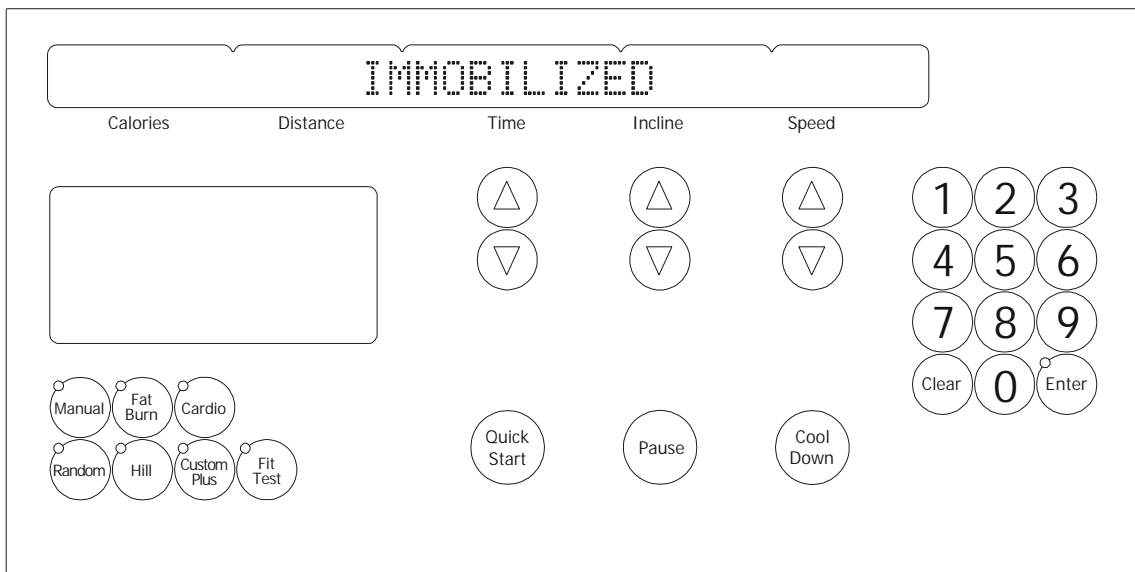 IMMOBILIZED
Calories Distance Time Incline Speed
1 2 3
4 5 6
7 8 9
Clear 0 Enter
Manual Fat Burn Cardio
Random Hill Custom Plus Fit Test
Quick Start Pause Cool Down